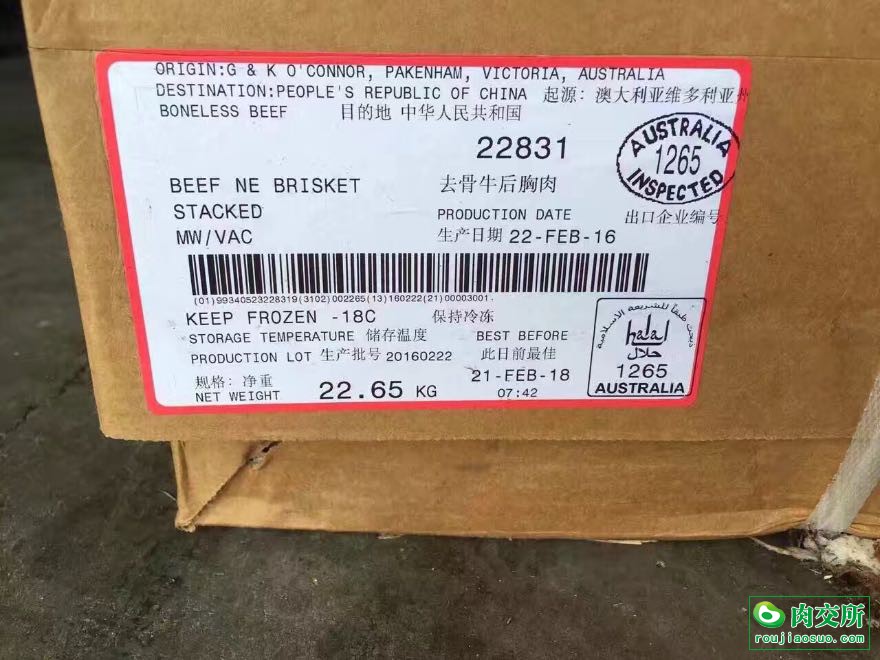 ORIGIN:G & K O'CONNOR, PAKENHAM, VICTORIA, AUSTRALIA
DESTINATION:PEOPLE'S REPUBLIC OF CHINA 起源: 澳大利亚维多利亚州
BONELESS BEEF 目的地 中华人民共和国
22831
AUSTRALIA
1265
INSPECTED
BEEF NE BRISKET 去骨牛后胸肉
STACKED PRODUCTION DATE 出口企业编号
MW/VAC 生产日期 22-FEB-16
(01)99340523228319(3102)002265(13)160222(21)00003001.
KEEP FROZEN -18C 保持冷冻
STORAGE TEMPERATURE 储存温度 BEST BEFORE
PRODUCTION LOT 生产批号 20160222 此日前最佳
规格: 净重 21-FEB-18
NET WEIGHT 22.65 KG 07:42
halal
حلال
1265
AUSTRALIA
肉交所
roujiaosuo.com